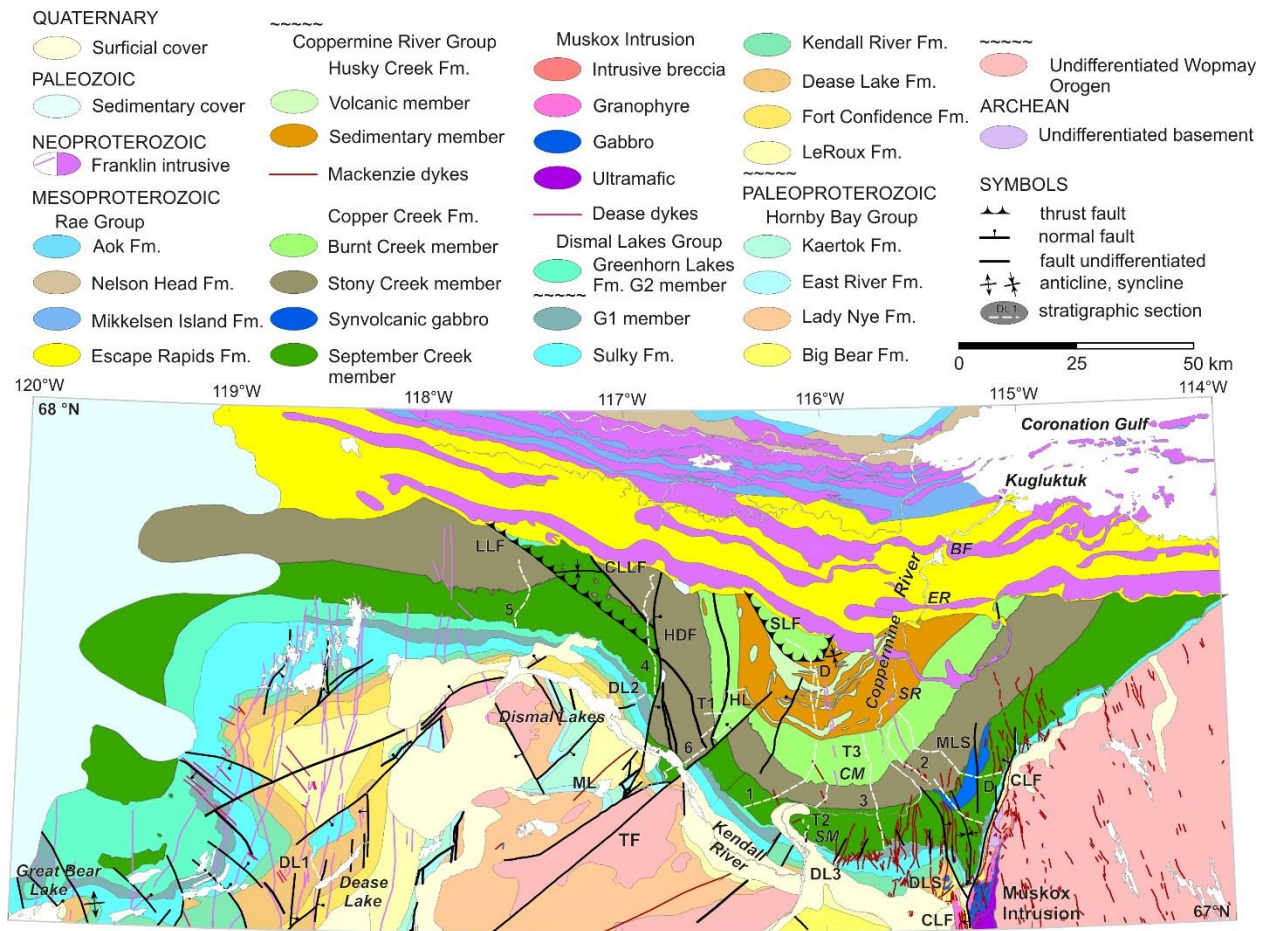 QUATERNARY
Surficial cover
PALEOZOIC
Sedimentary cover
NEOPROTEROZOIC
Franklin intrusive
MESOPROTEROZOIC
Rae Group
Aok Fm.
Nelson Head Fm.
Mikkelsen Island Fm.
Escape Rapids Fm.
~~~~~
Coppermine River Group
Husky Creek Fm.
Volcanic member
Sedimentary member
Mackenzie dykes
Copper Creek Fm.
Burnt Creek member
Stony Creek member
Synvolcanic gabbro
September Creek
member
Muskox Intrusion
Intrusive breccia
Granophyre
Gabbro
Ultramafic
Dease dykes
Dismal Lakes Group
Greenhorn Lakes
Fm. G2 member
~~~~~
G1 member
Sulky Fm.
Kendall River Fm.
Dease Lake Fm.
Fort Confidence Fm.
LeRoux Fm.
~~~~~
PALEOPROTEROZOIC
Hornby Bay Group
Kaertok Fm.
East River Fm.
Lady Nye Fm.
Big Bear Fm.
~~~~~
Undifferentiated Wopmay
Orogen
ARCHEAN
Undifferentiated basement
SYMBOLS
thrust fault
normal fault
fault undifferentiated
anticline, syncline
DL1
stratigraphic section
0 25 50 km
120°W 119°W 118°W 117°W 116°W 115°W 114°W
68 °N
Coronation Gulf
Kugluktuk
LLF
CLLF
BF
ER
River
Coppermine
5
HDF
SLF
D
SR
4
DL2
T1
HL
Dismal Lakes
6
T3
CM
MLS
2
D
CLF
ML
1
3
T2
SM
TF
Kendall
River
DL1
Great Bear
Lake
Dease
Lake
DL3
DLS
Muskox
Intrusion
CLF
67°N